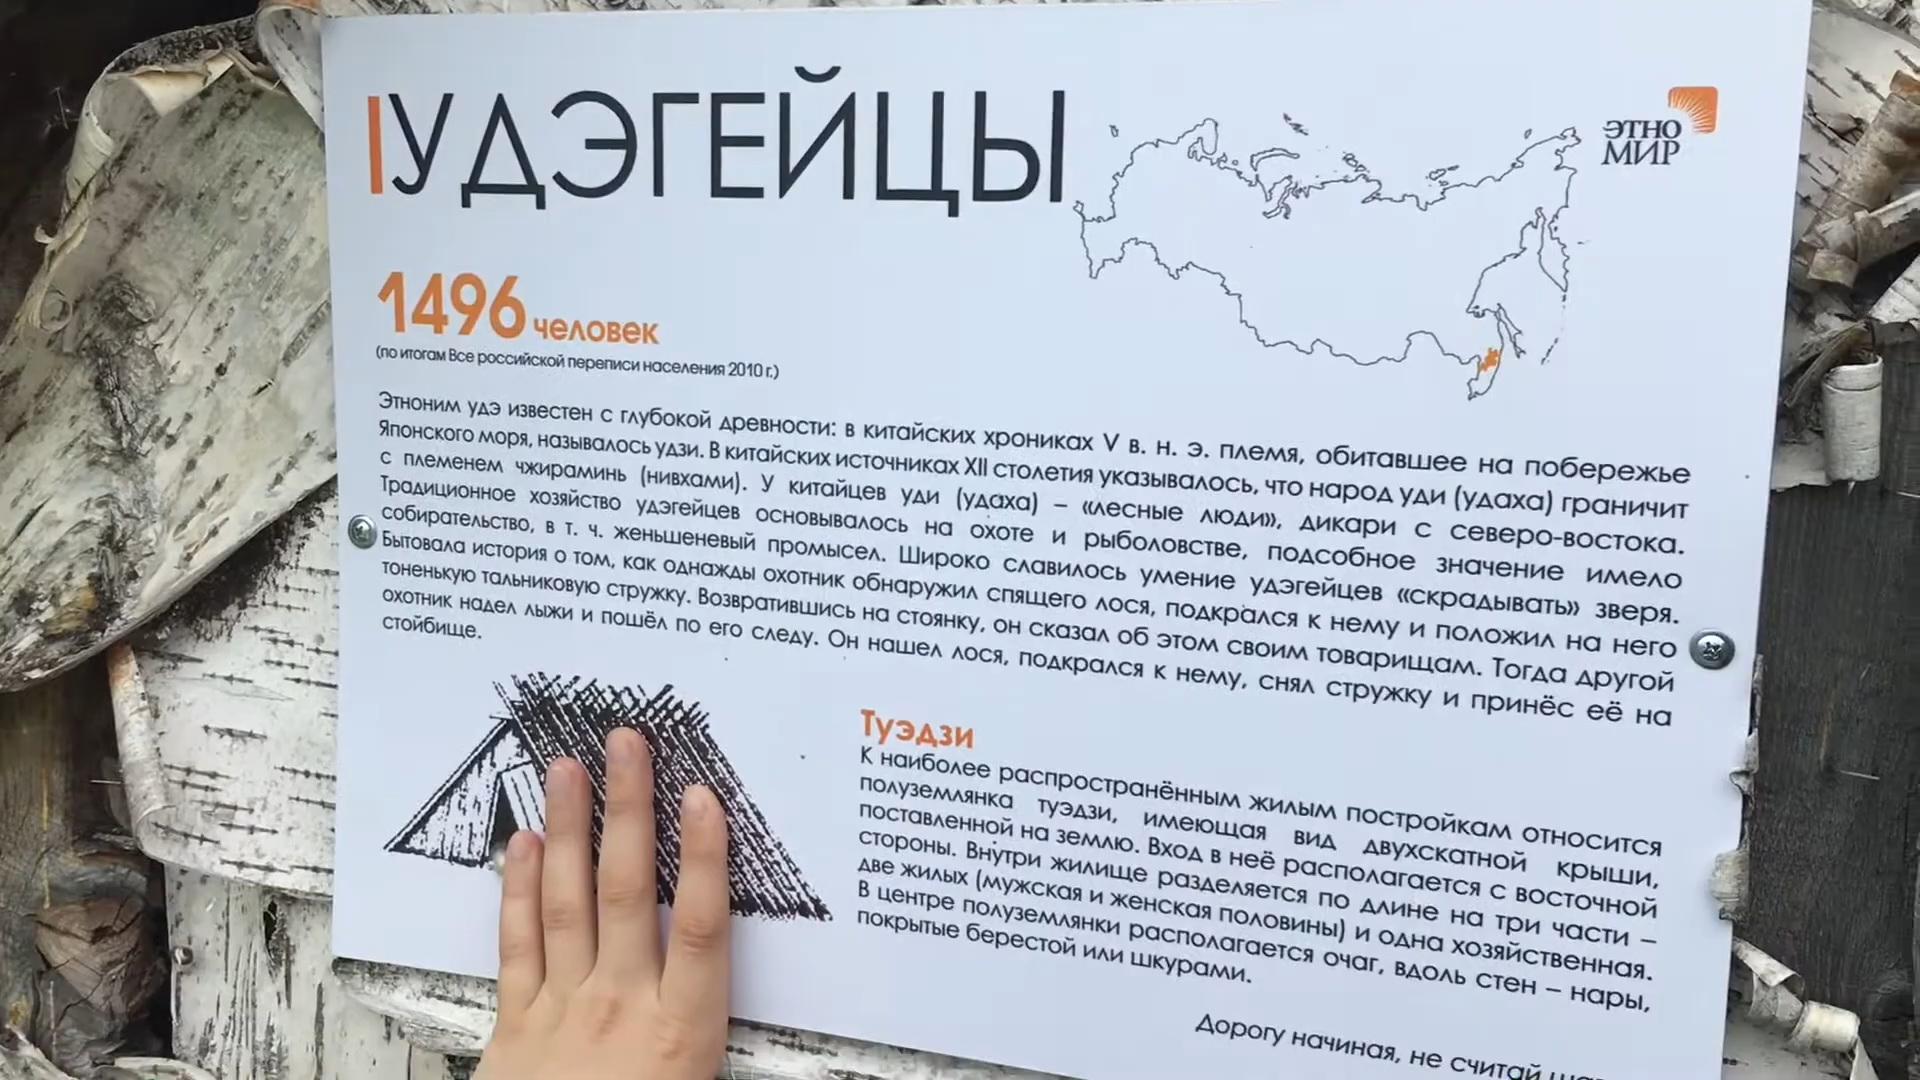 УДЭГЕЙЦЫ
ЭТНО
МИР
1496 человек
(по итогам Все российской переписи населения 2010 г.)
Этноним удэ известен с глубокой древности: в китайских хрониках V в. н. э. племя, обитавшее на побережье
Японского моря, называлось удзи. В китайских источниках XII столетия указывалось, что народ уди (удаха) граничит
с племенем чжираминь (нивхами). У китайцев уди (удаха) – «лесные люди», дикари с северо-востока.
Традиционное хозяйство удэгейцев основывалось на охоте и рыболовстве, подсобное значение имело
собирательство, в т. ч. женьшеневый промысел. Широко славилось умение удэгейцев «скрадывать» зверя.
Бытовала история о том, как однажды охотник обнаружил спящего лося, подкрался к нему и положил на него
тоненькую тальниковую стружку. Возвратившись на стоянку, он сказал об этом своим товарищам. Тогда другой
охотник надел лыжи и пошёл по его следу. Он нашел лося, подкрался к нему, снял стружку и принёс её на
стойбище.
Туэдзи
К наиболее распространённым жилым постройкам относится
полуземлянка туэдзи, имеющая вид двухскатной крыши,
поставленной на землю. Вход в неё располагается с восточной
стороны. Внутри жилище разделяется по длине на три части –
две жилых (мужская и женская половины) и одна хозяйственная.
В центре полуземлянки располагается очаг, вдоль стен – нары,
покрытые берестой или шкурами.
Дорогу начиная, не считай